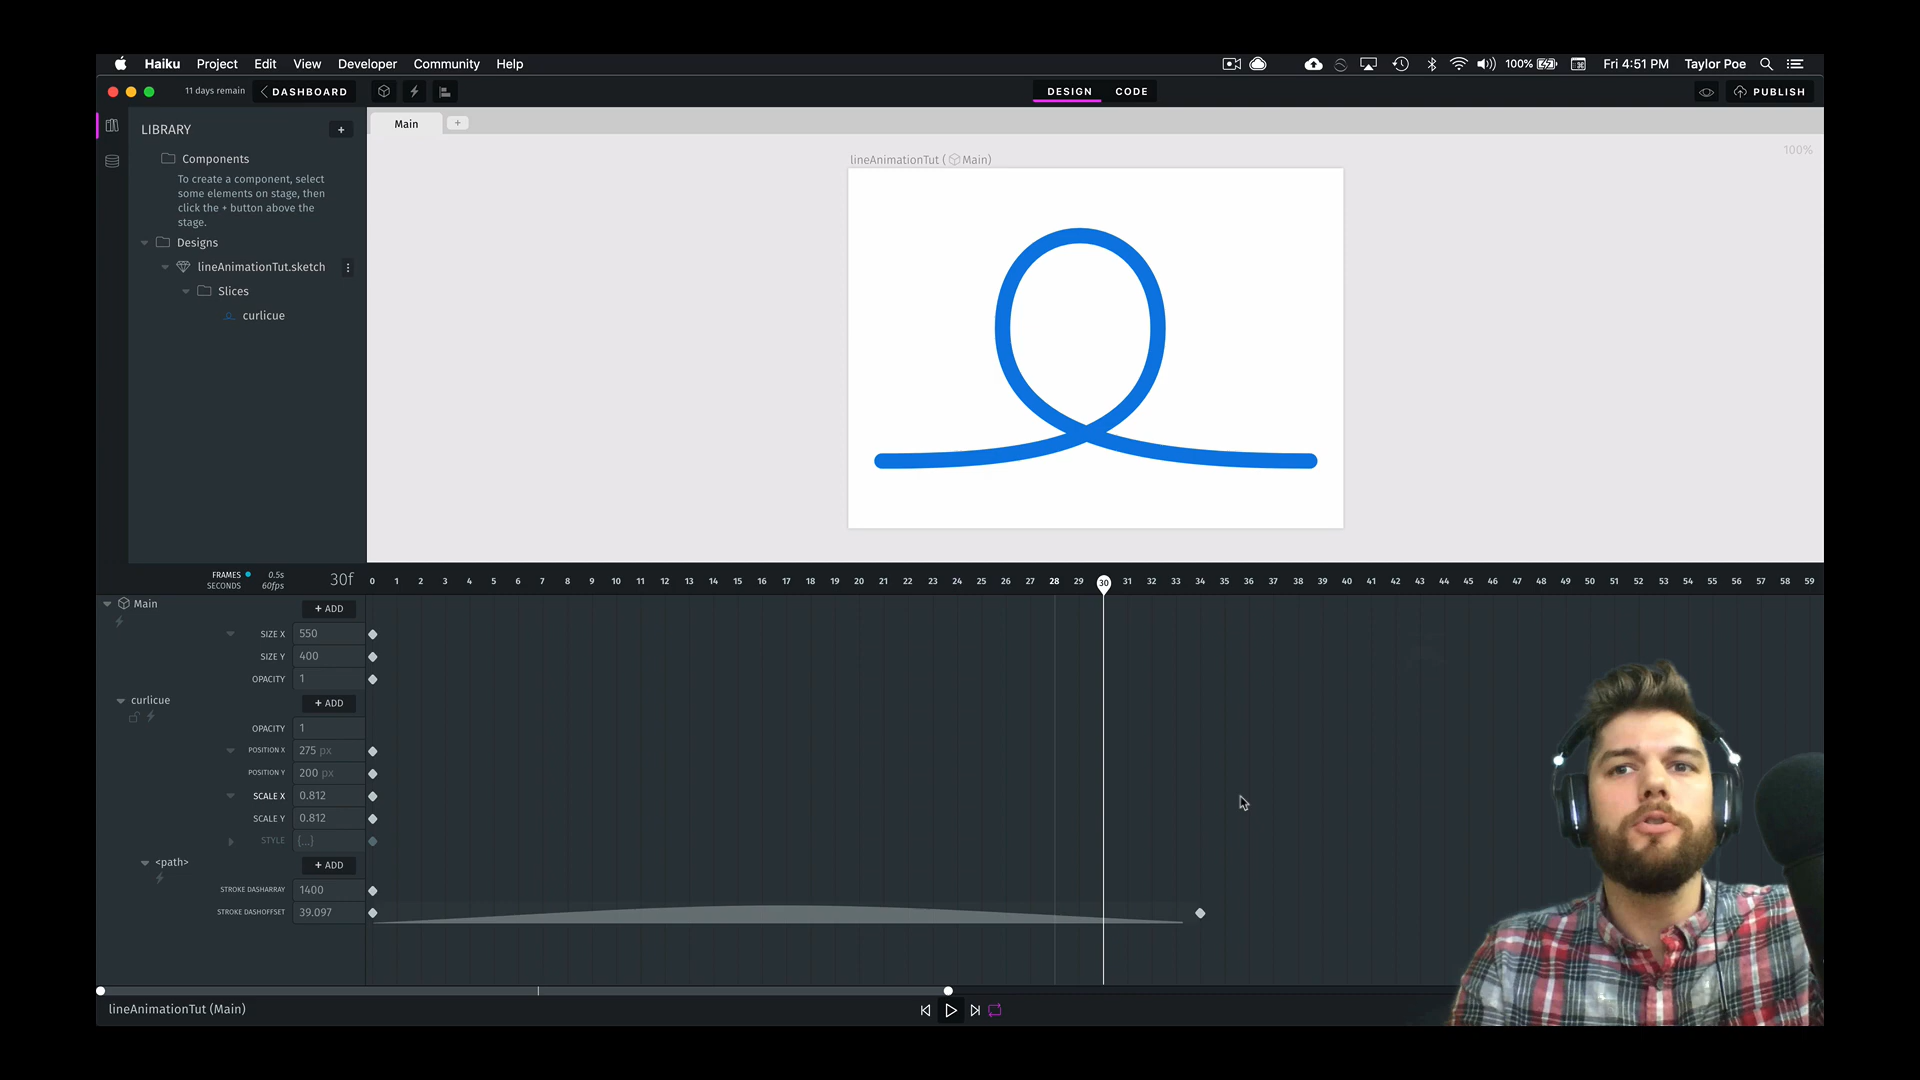 Haiku Project Edit View Developer Community Help 100% Fri 4:51 PM Taylor Poe
11 days remain DASHBOARD DESIGN CODE PUBLISH
LIBRARY +
Main +
Components
To create a component, select
some elements on stage, then
click the + button above the
stage.
Designs
lineAnimationTut.sketch
Slices
curlicue
lineAnimationTut ( Main)
100%
FRAMES 0.5s
SECONDS 60fps
30f
0 1 2 3 4 5 6 7 8 9 10 11 12 13 14 15 16 17 18 19 20 21 22 23 24 25 26 27 28 29 30 31 32 33 34 35 36 37 38 39 40 41 42 43 44 45 46 47 48 49 50 51 52 53 54 55 56 57 58 59
Main + ADD
SIZE X 550
SIZE Y 400
OPACITY 1
curlicue + ADD
OPACITY 1
POSITION X 275 px
POSITION Y 200 px
SCALE X 0.812
SCALE Y 0.812
STYLE {...}
<path> + ADD
STROKE DASHARRAY 1400
STROKE DASHOFFSET 39.097
lineAnimationTut (Main)